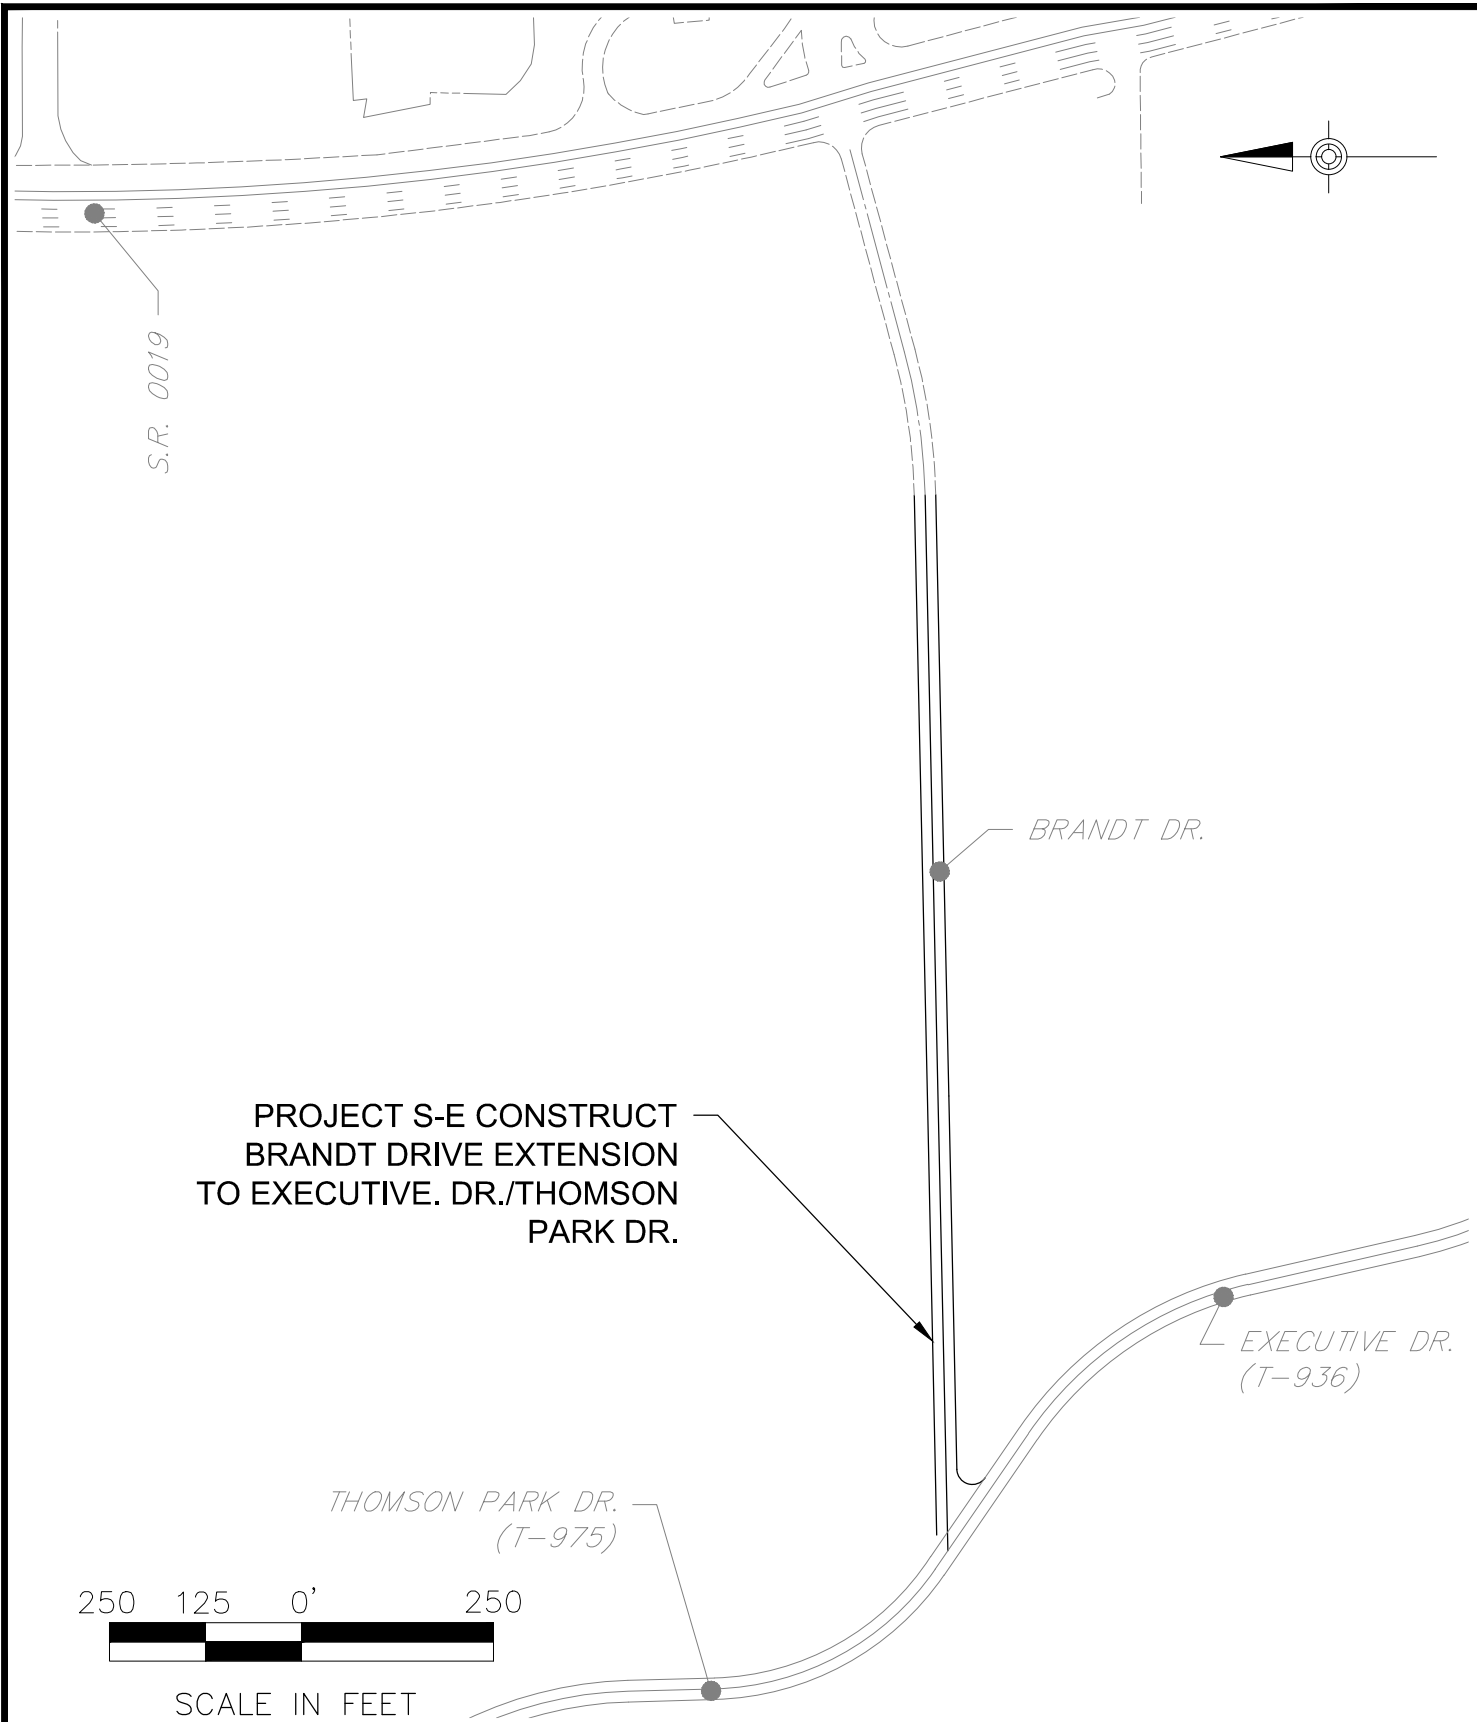 S.R. 0019
BRANDT DR.
PROJECT S-E CONSTRUCT
BRANDT DRIVE EXTENSION
TO EXECUTIVE. DR./THOMSON
PARK DR.
EXECUTIVE DR.
(T-936)
THOMSON PARK DR.
(T-975)
250 125 0' 250
SCALE IN FEET